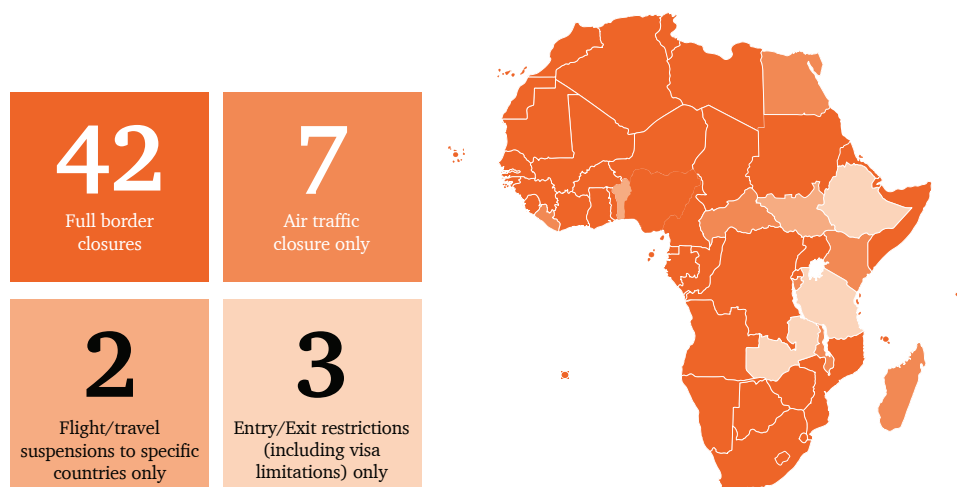 42
Full border
closures
7
Air traffic
closure only
2
Flight/travel
suspensions to specific
countries only
3
Entry/Exit restrictions
(including visa
limitations) only